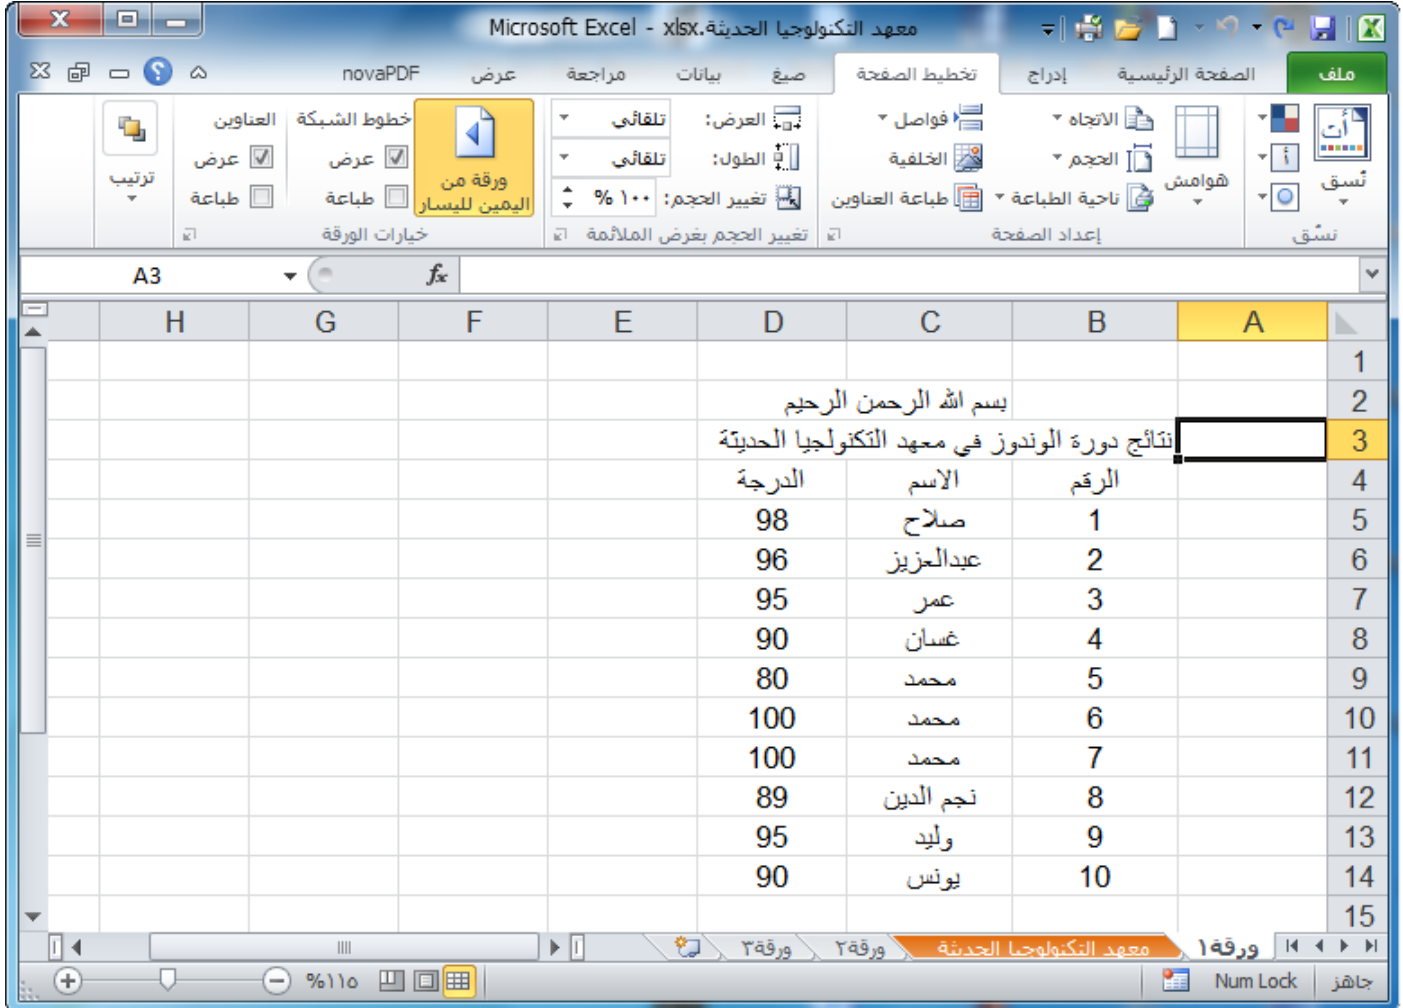 معهد التكنولوجيا الحديثة.xlsx - Microsoft Excel
ملف الصفحة الرئيسية إدراج تخطيط الصفحة صيغ بيانات مراجعة عرض novaPDF
أت الاتجاه فواصل العرض: تلقائي خطوط الشبكة العناوين
أ الحجم الخلفية الطول: تلقائي عرض عرض
نُسق هوامش ناحية الطباعة طباعة العناوين تغيير الحجم: ١٠٠ % ورقة من اليمين لليسار طباعة طباعة ترتيب
نسّق إعداد الصفحة تغيير الحجم بغرض الملائمة خيارات الورقة
A3 fx
A B C D E F G H
1
2 بسم الله الرحمن الرحيم
3 نتائج دورة الوندوز في معهد التكنولجيا الحديثة
4 الرقم الاسم الدرجة
5 1 صلاح 98
6 2 عبدالعزيز 96
7 3 عمر 95
8 4 غسان 90
9 5 محمد 80
10 6 محمد 100
11 7 محمد 100
12 8 نجم الدين 89
13 9 وليد 95
14 10 يونس 90
15
ورقة١ معهد التكنولوجيا الحديثة ورقة٢ ورقة٣
جاهز Num Lock %١١٥